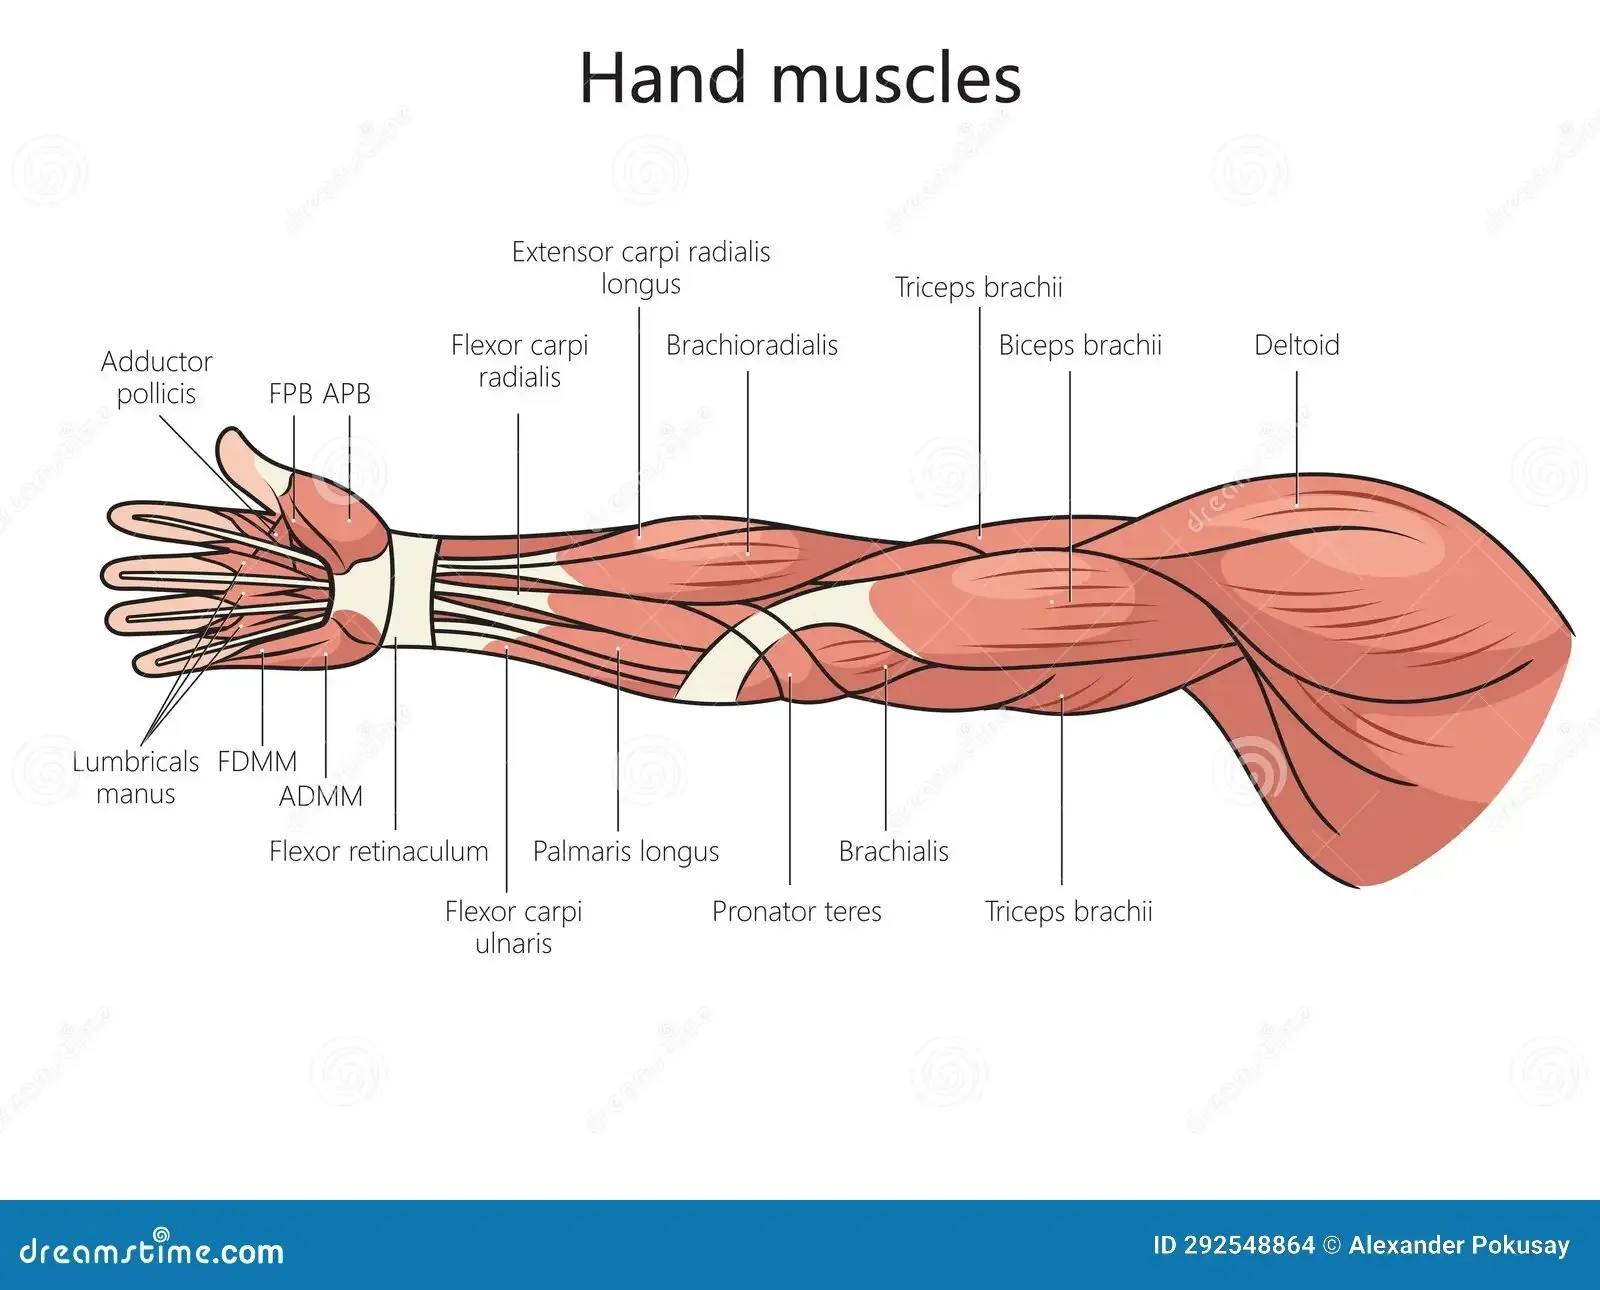 Hand muscles
Extensor carpi radialis
longus
Triceps brachii
Flexor carpi
radialis
Brachioradialis
Biceps brachii
Deltoid
Adductor
pollicis
FPB
APB
Lumbricals
manus
FDMM
ADMM
Flexor retinaculum
Palmaris longus
Brachialis
Flexor carpi
ulnaris
Pronator teres
Triceps brachii
dreamstime.com
ID 292548864 © Alexander Pokusay